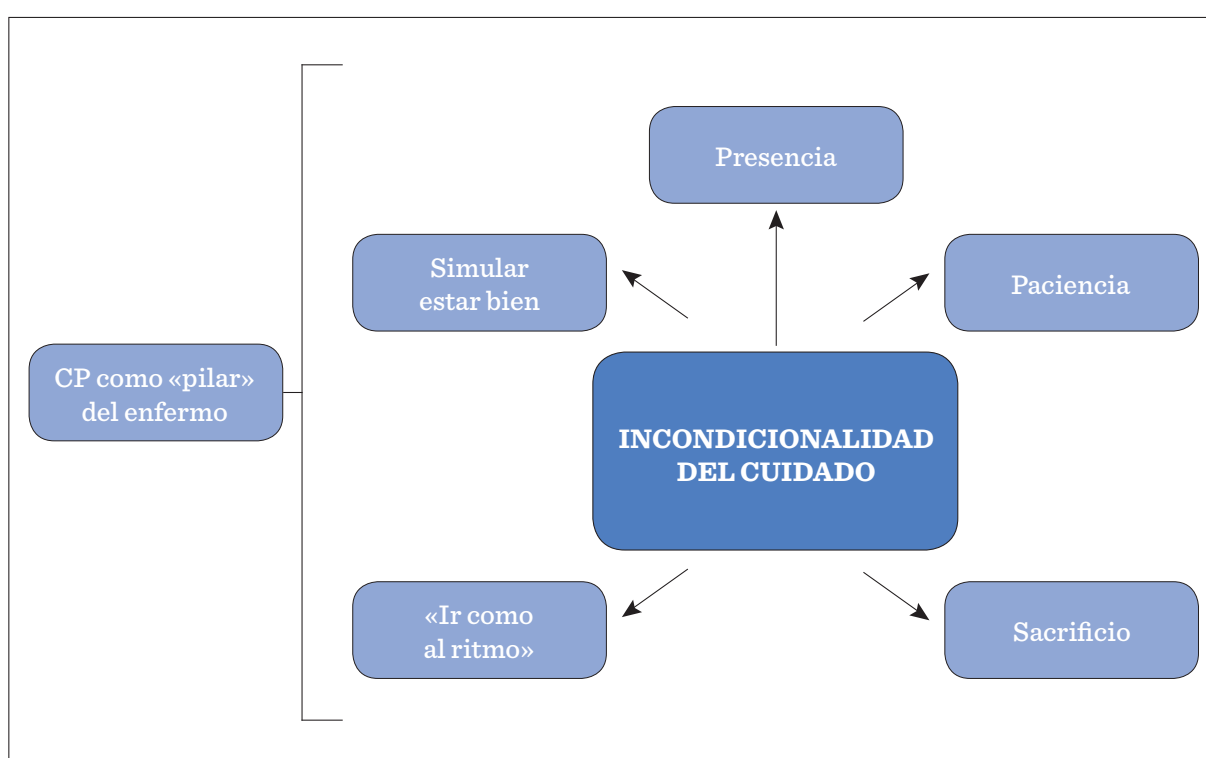 Presencia
Simular
estar bien
Paciencia
CP como «pilar»
del enfermo
INCONDICIONALIDAD
DEL CUIDADO
«Ir como
al ritmo»
Sacrificio